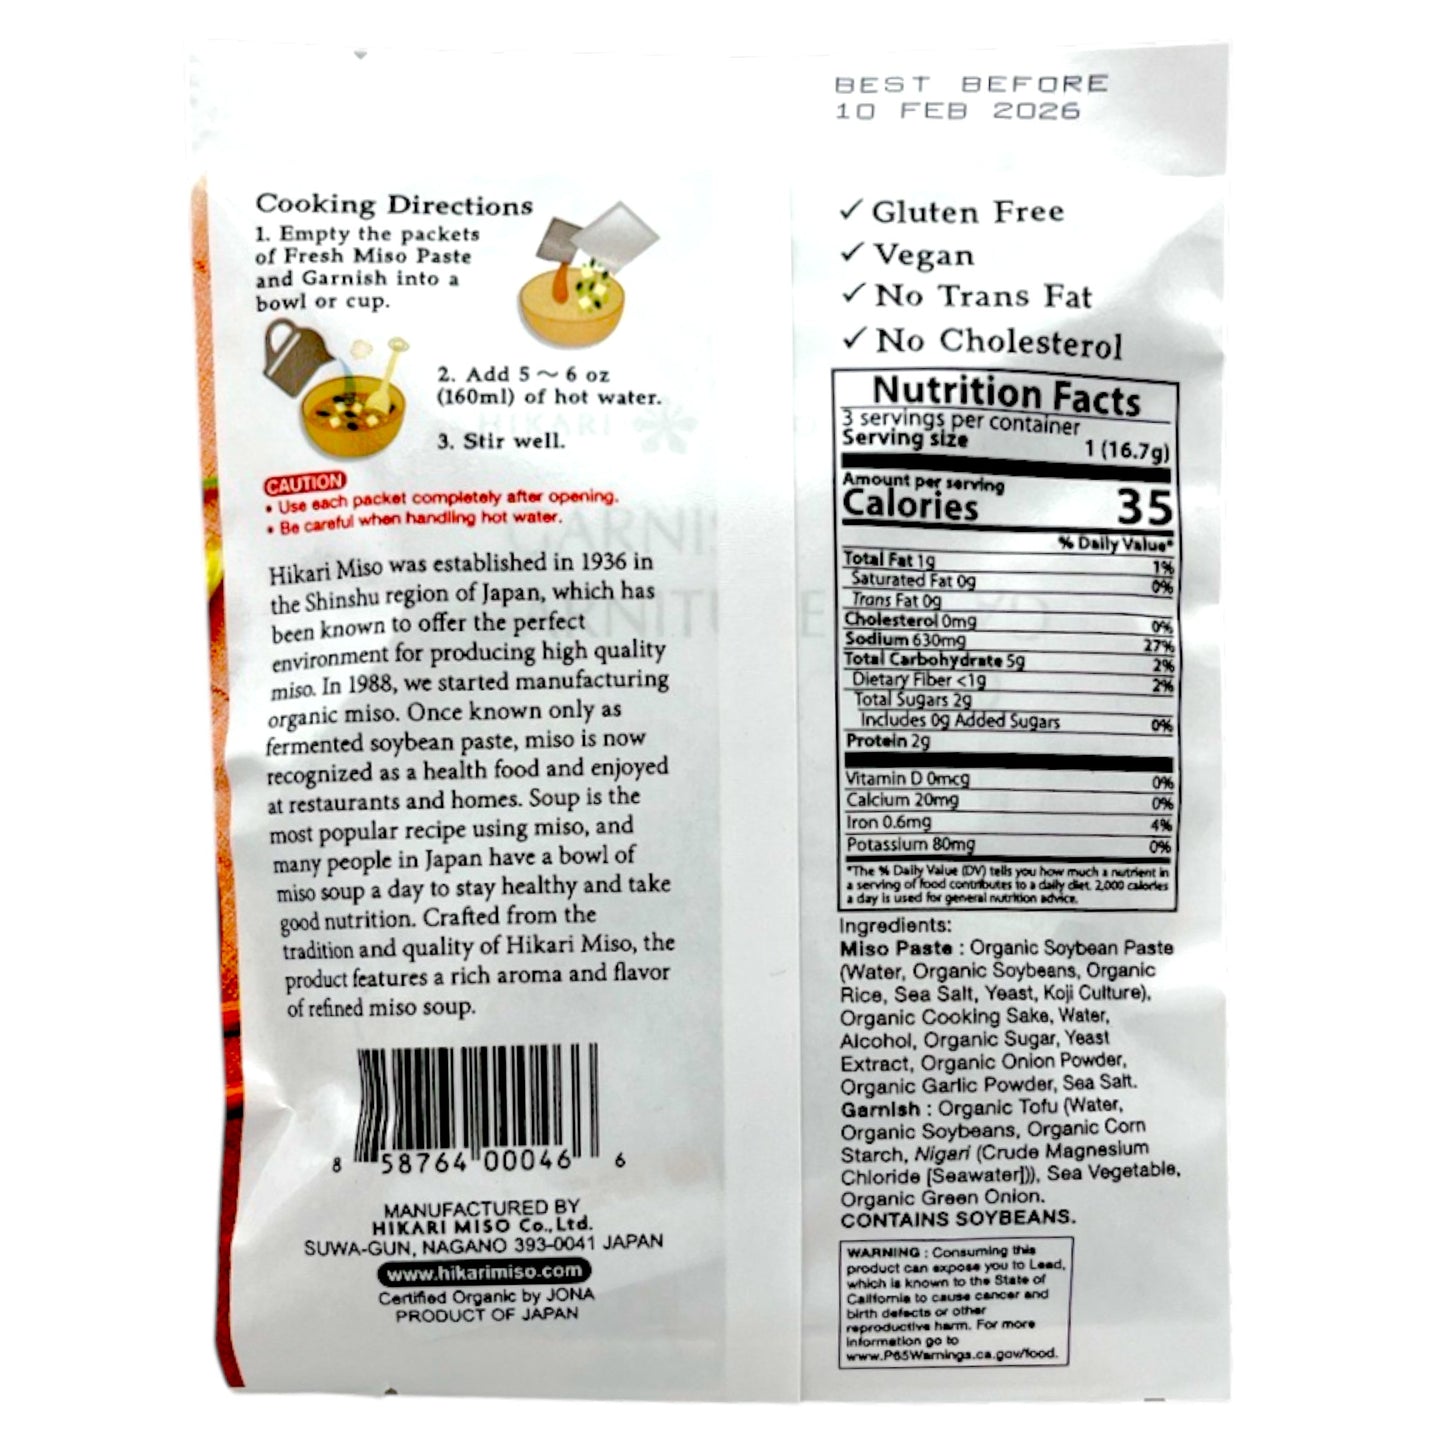 BEST BEFORE
10 FEB 2026
Cooking Directions
1. Empty the packets
of Fresh Miso Paste
and Garnish into a
bowl or cup.
2. Add 5 ~ 6 oz
(160ml) of hot water.
3. Stir well.
CAUTION
• Use each packet completely after opening.
• Be careful when handling hot water.
Hikari Miso was established in 1936 in
the Shinshu region of Japan, which has
been known to offer the perfect
environment for producing high quality
miso. In 1988, we started manufacturing
organic miso. Once known only as
fermented soybean paste, miso is now
recognized as a health food and enjoyed
at restaurants and homes. Soup is the
most popular recipe using miso, and
many people in Japan have a bowl of
miso soup a day to stay healthy and take
good nutrition. Crafted from the
tradition and quality of Hikari Miso, the
product features a rich aroma and flavor
of refined miso soup.
8 58764 00046 6
MANUFACTURED BY
HIKARI MISO Co., Ltd.
SUWA-GUN, NAGANO 393-0041 JAPAN
www.hikarimiso.com
Certified Organic by JONA
PRODUCT OF JAPAN
✓ Gluten Free
✓ Vegan
✓ No Trans Fat
✓ No Cholesterol
Nutrition Facts
3 servings per container
Serving size 1 (16.7g)
Amount per serving
Calories 35
% Daily Value*
Total Fat 1g 1%
Saturated Fat 0g 0%
Trans Fat 0g
Cholesterol 0mg 0%
Sodium 630mg 27%
Total Carbohydrate 5g 2%
Dietary Fiber <1g 2%
Total Sugars 2g
Includes 0g Added Sugars 0%
Protein 2g
Vitamin D 0mcg 0%
Calcium 20mg 0%
Iron 0.6mg 4%
Potassium 80mg 0%
*The % Daily Value (DV) tells you how much a nutrient in
a serving of food contributes to a daily diet. 2,000 calories
a day is used for general nutrition advice.
Ingredients:
Miso Paste : Organic Soybean Paste
(Water, Organic Soybeans, Organic
Rice, Sea Salt, Yeast, Koji Culture),
Organic Cooking Sake, Water,
Alcohol, Organic Sugar, Yeast
Extract, Organic Onion Powder,
Organic Garlic Powder, Sea Salt.
Garnish : Organic Tofu (Water,
Organic Soybeans, Organic Corn
Starch, Nigari (Crude Magnesium
Chloride [Seawater])), Sea Vegetable,
Organic Green Onion.
CONTAINS SOYBEANS.
WARNING : Consuming this
product can expose you to Lead,
which is known to the State of
California to cause cancer and
birth defects or other
reproductive harm. For more
information go to
www.P65Warnings.ca.gov/food.